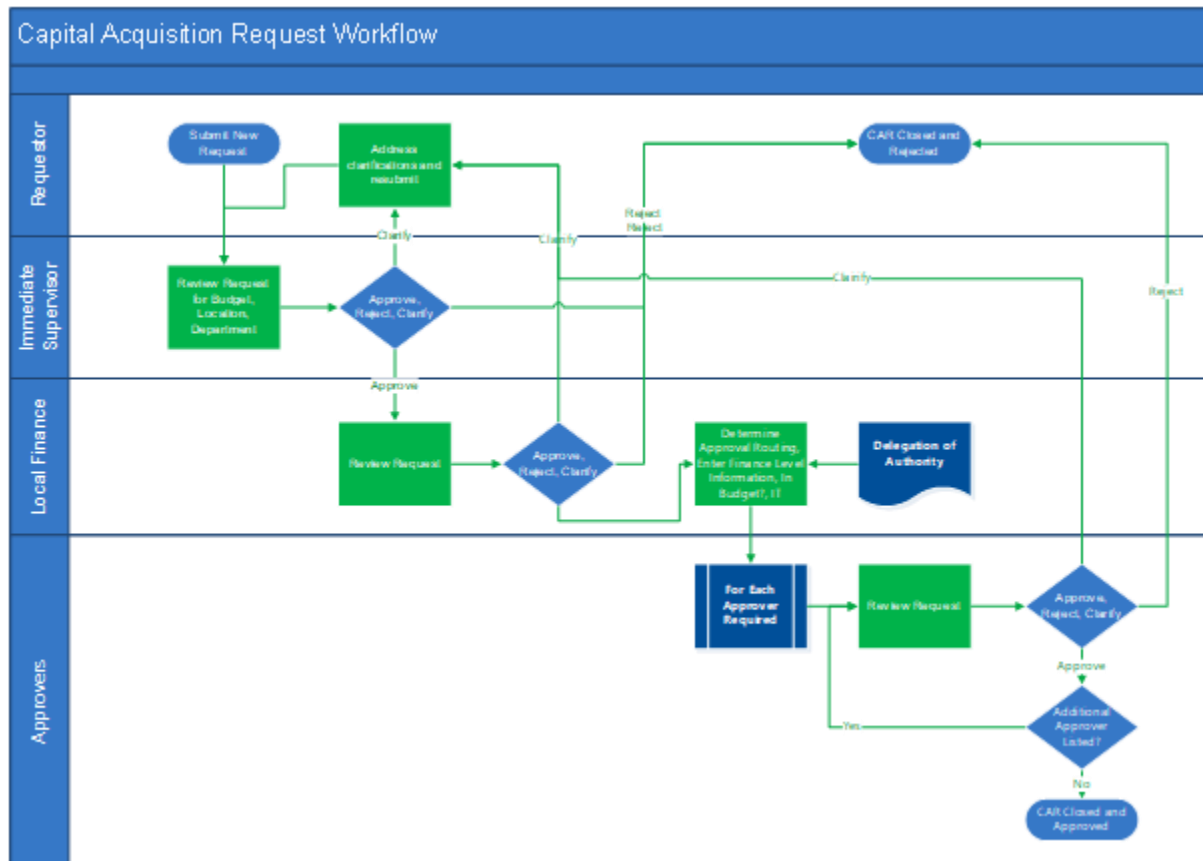 Capital Acquisition Request Workflow
Requestor
Submit New
Request
Address
clarifications and
resubmit
CAR Closed and
Rejected
Reject
Reject
Clarify
Clarify
Immediate
Supervisor
Review Request
for Budget,
Location,
Department
Approve,
Reject, Clarify
Clarify
Reject
Approve
Local Finance
Review Request
Approve,
Reject, Clarify
Determine
Approval Routing,
Enter Finance Level
Information, In
Budget?, IT
Delegation of
Authority
Approvers
For Each
Approver
Required
Review Request
Approve,
Reject, Clarify
Approve
Additional
Approver
Listed?
Yes
No
CAR Closed and
Approved